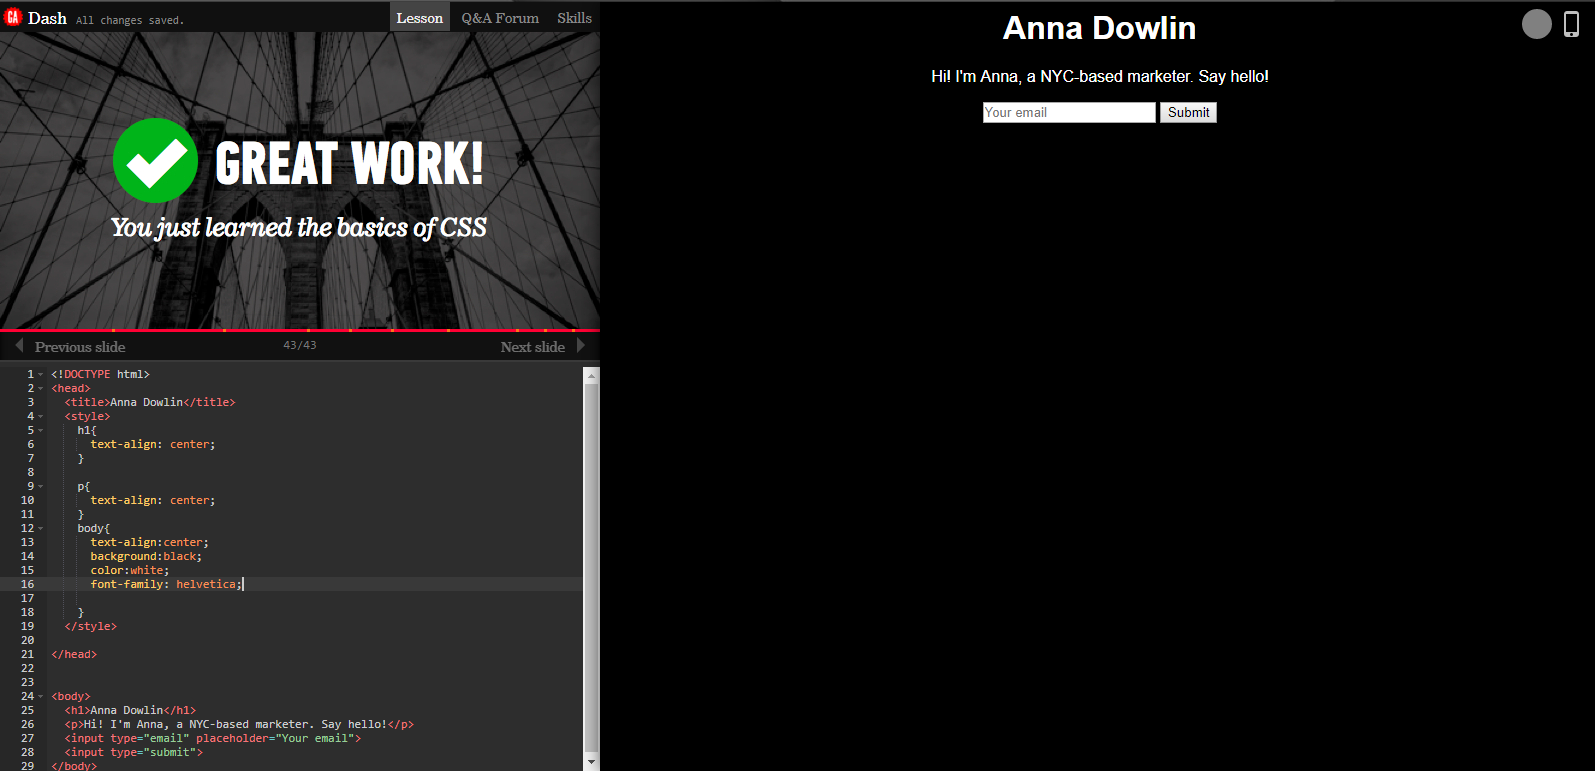 GA Dash All changes saved. Lesson Q&A Forum Skills
GREAT WORK!
You just learned the basics of CSS
Previous slide 43/43 Next slide
1 <!DOCTYPE html>
2 <head>
3 <title>Anna Dowlin</title>
4 <style>
5 h1{
6 text-align: center;
7 }
8
9 p{
10 text-align: center;
11 }
12 body{
13 text-align:center;
14 background:black;
15 color:white;
16 font-family: helvetica;
17
18 }
19 </style>
20
21 </head>
22
23
24 <body>
25 <h1>Anna Dowlin</h1>
26 <p>Hi! I'm Anna, a NYC-based marketer. Say hello!</p>
27 <input type="email" placeholder="Your email">
28 <input type="submit">
29 </body>
Anna Dowlin
Hi! I'm Anna, a NYC-based marketer. Say hello!
Your email Submit